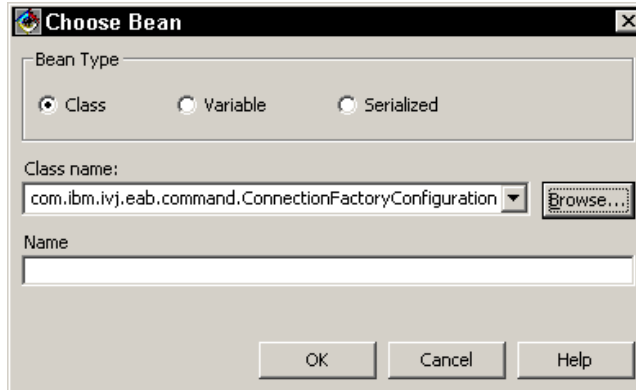 Choose Bean
Bean Type
Class Variable Serialized
Class name:
com.ibm.ivj.eab.command.ConnectionFactoryConfiguration Browse...
Name
OK Cancel Help